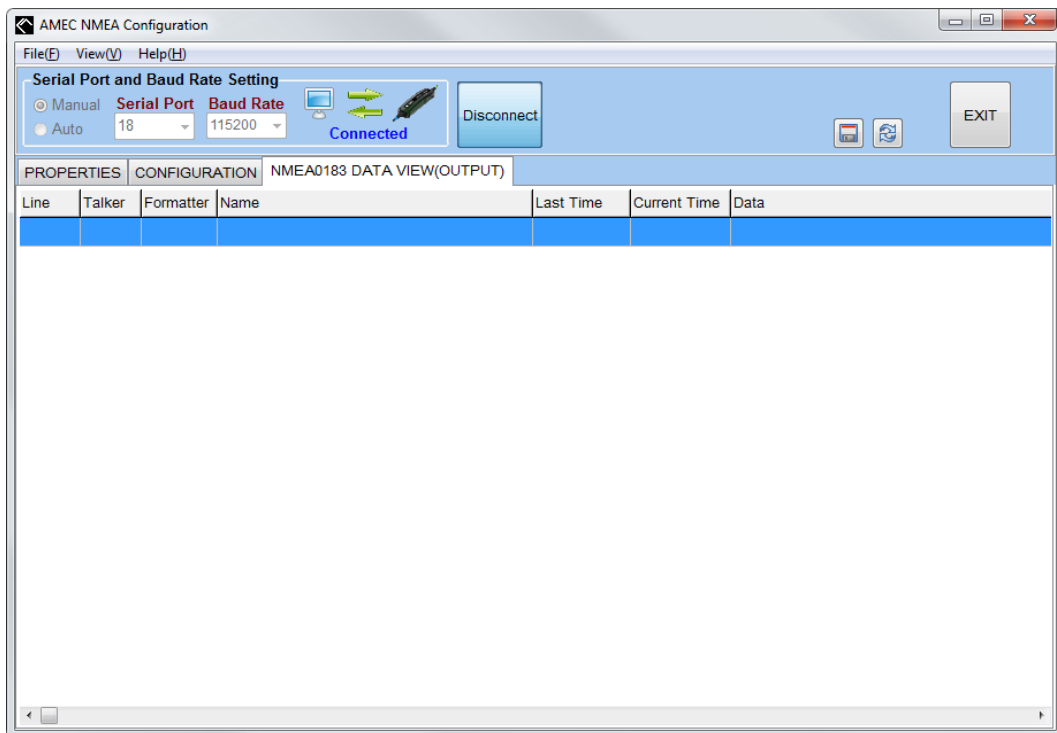 AMEC NMEA Configuration
File(F) View(V) Help(H)
Serial Port and Baud Rate Setting
Manual Serial Port Baud Rate
Auto 18 115200
Connected
Disconnect
EXIT
PROPERTIES CONFIGURATION NMEA0183 DATA VIEW(OUTPUT)
Line Talker Formatter Name Last Time Current Time Data